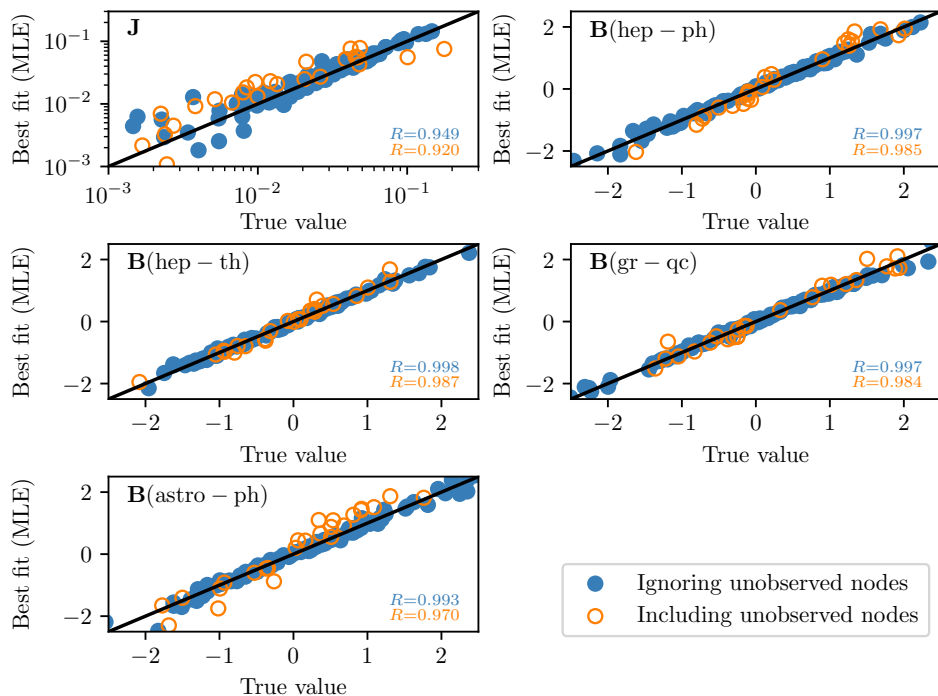 J
10⁻¹
10⁻²
10⁻³
Best fit (MLE)
R=0.949
R=0.920
10⁻³
10⁻²
10⁻¹
True value
B(hep − ph)
2
0
−2
Best fit (MLE)
R=0.997
R=0.985
−2 −1 0 1 2
True value
B(hep − th)
2
0
−2
Best fit (MLE)
R=0.998
R=0.987
−2 −1 0 1 2
True value
B(gr − qc)
2
0
−2
Best fit (MLE)
R=0.997
R=0.984
−2 −1 0 1 2
True value
B(astro − ph)
2
0
−2
Best fit (MLE)
R=0.993
R=0.970
−2 −1 0 1 2
True value
Ignoring unobserved nodes
Including unobserved nodes